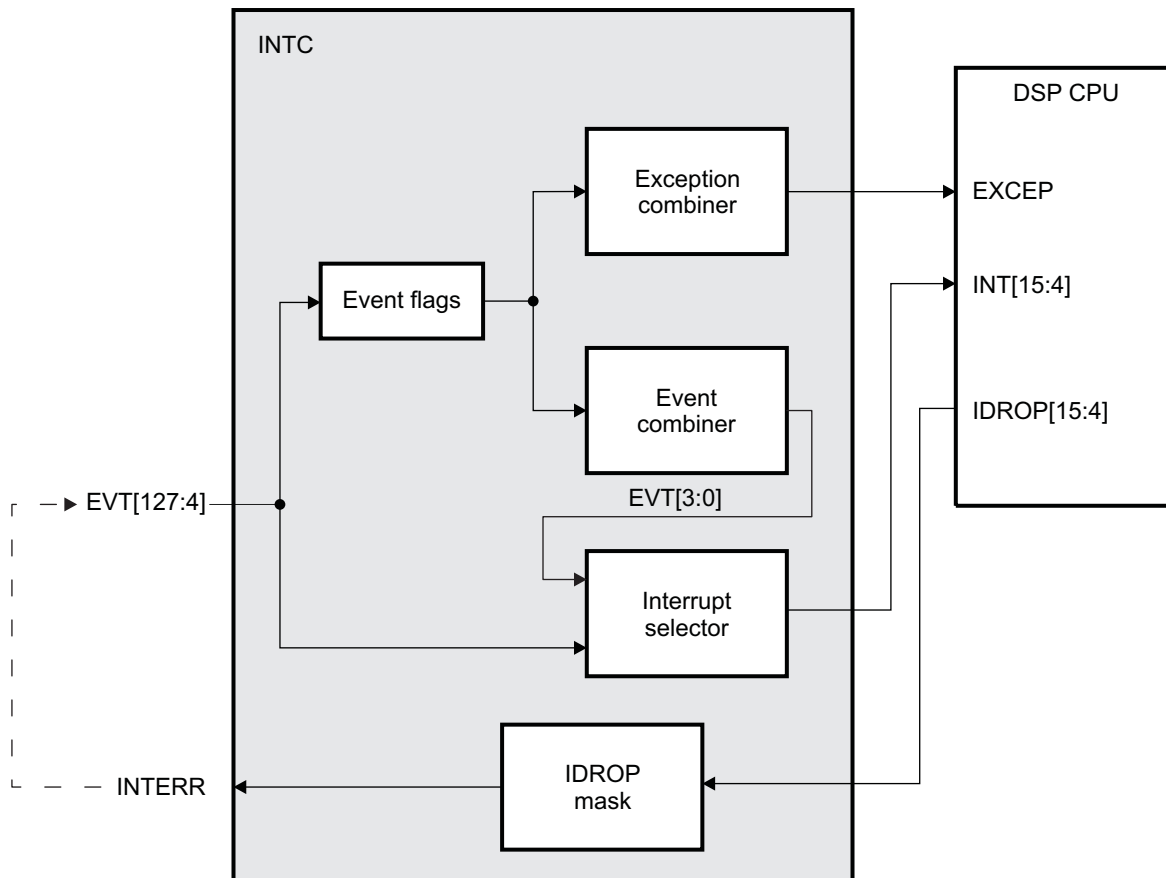 INTC
DSP CPU
Exception
combiner
EXCEP
Event flags
INT[15:4]
Event
combiner
IDROP[15:4]
EVT[127:4]
EVT[3:0]
Interrupt
selector
INTERR
IDROP
mask